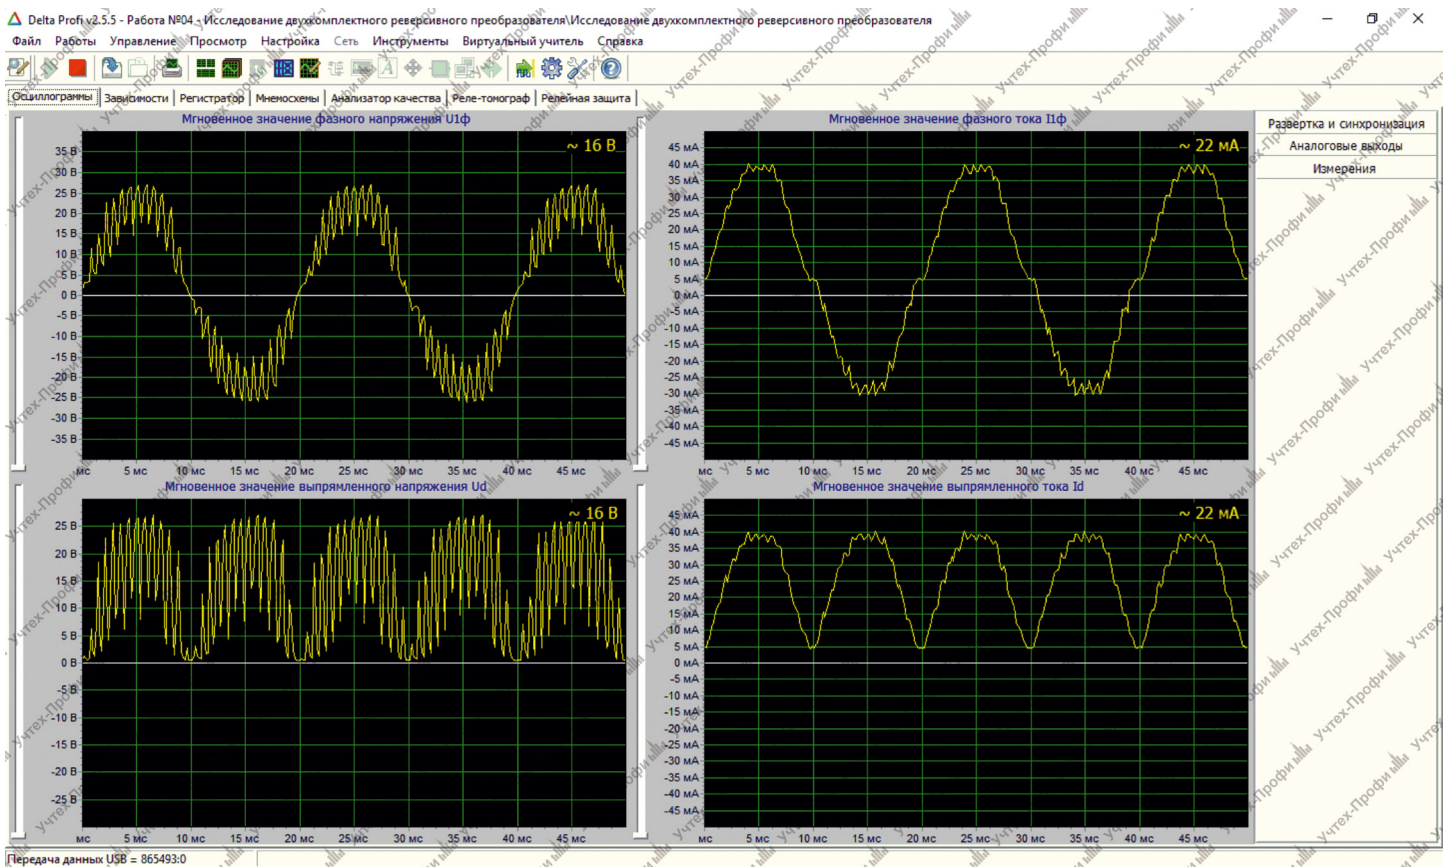 Delta Profi v2.5.5 - Работа №04 - Исследование двухкомплектного реверсивного преобразователя\Исследование двухкомплектного реверсивного преобразователя
Файл Работы Управление Просмотр Настройка Сеть Инструменты Виртуальный учитель Справка
Осциллограммы Зависимости Регистратор Мнемосхемы Анализатор качества Реле-томограф Релейная защита
Мгновенное значение фазного напряжения U1ф
~ 16 В
35 В
30 В
25 В
20 В
15 В
10 В
5 В
0 В
-5 В
-10 В
-15 В
-20 В
-25 В
-30 В
-35 В
мс 5 мс 10 мс 15 мс 20 мс 25 мс 30 мс 35 мс 40 мс 45 мс
Мгновенное значение фазного тока I1ф
~ 22 мА
45 мА
40 мА
35 мА
30 мА
25 мА
20 мА
15 мА
10 мА
5 мА
0 мА
-5 мА
-10 мА
-15 мА
-20 мА
-25 мА
-30 мА
-35 мА
-40 мА
-45 мА
мс 5 мс 10 мс 15 мс 20 мс 25 мс 30 мс 35 мс 40 мс 45 мс
Развертка и синхронизация
Аналоговые выходы
Измерения
Мгновенное значение выпрямленного напряжения Ud
~ 16 В
25 В
20 В
15 В
10 В
5 В
0 В
-5 В
-10 В
-15 В
-20 В
-25 В
мс 5 мс 10 мс 15 мс 20 мс 25 мс 30 мс 35 мс 40 мс 45 мс
Мгновенное значение выпрямленного тока Id
~ 22 мА
45 мА
40 мА
35 мА
30 мА
25 мА
20 мА
15 мА
10 мА
5 мА
0 мА
-5 мА
-10 мА
-15 мА
-20 мА
-25 мА
-30 мА
-35 мА
-40 мА
-45 мА
мс 5 мс 10 мс 15 мс 20 мс 25 мс 30 мс 35 мс 40 мс 45 мс
Передача данных USB = 865493:0
Учтех-Профи